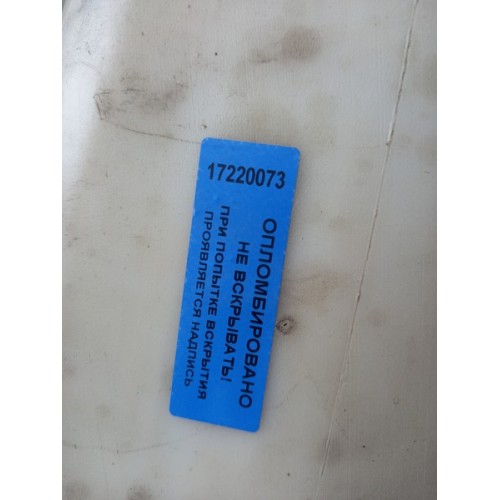 17220073
ОПЛОМБИРОВАНО
НЕ ВСКРЫВАТЬ!
ПРИ ПОПЫТКЕ ВСКРЫТИЯ
ПРОЯВЛЯЕТСЯ НАДПИСЬ